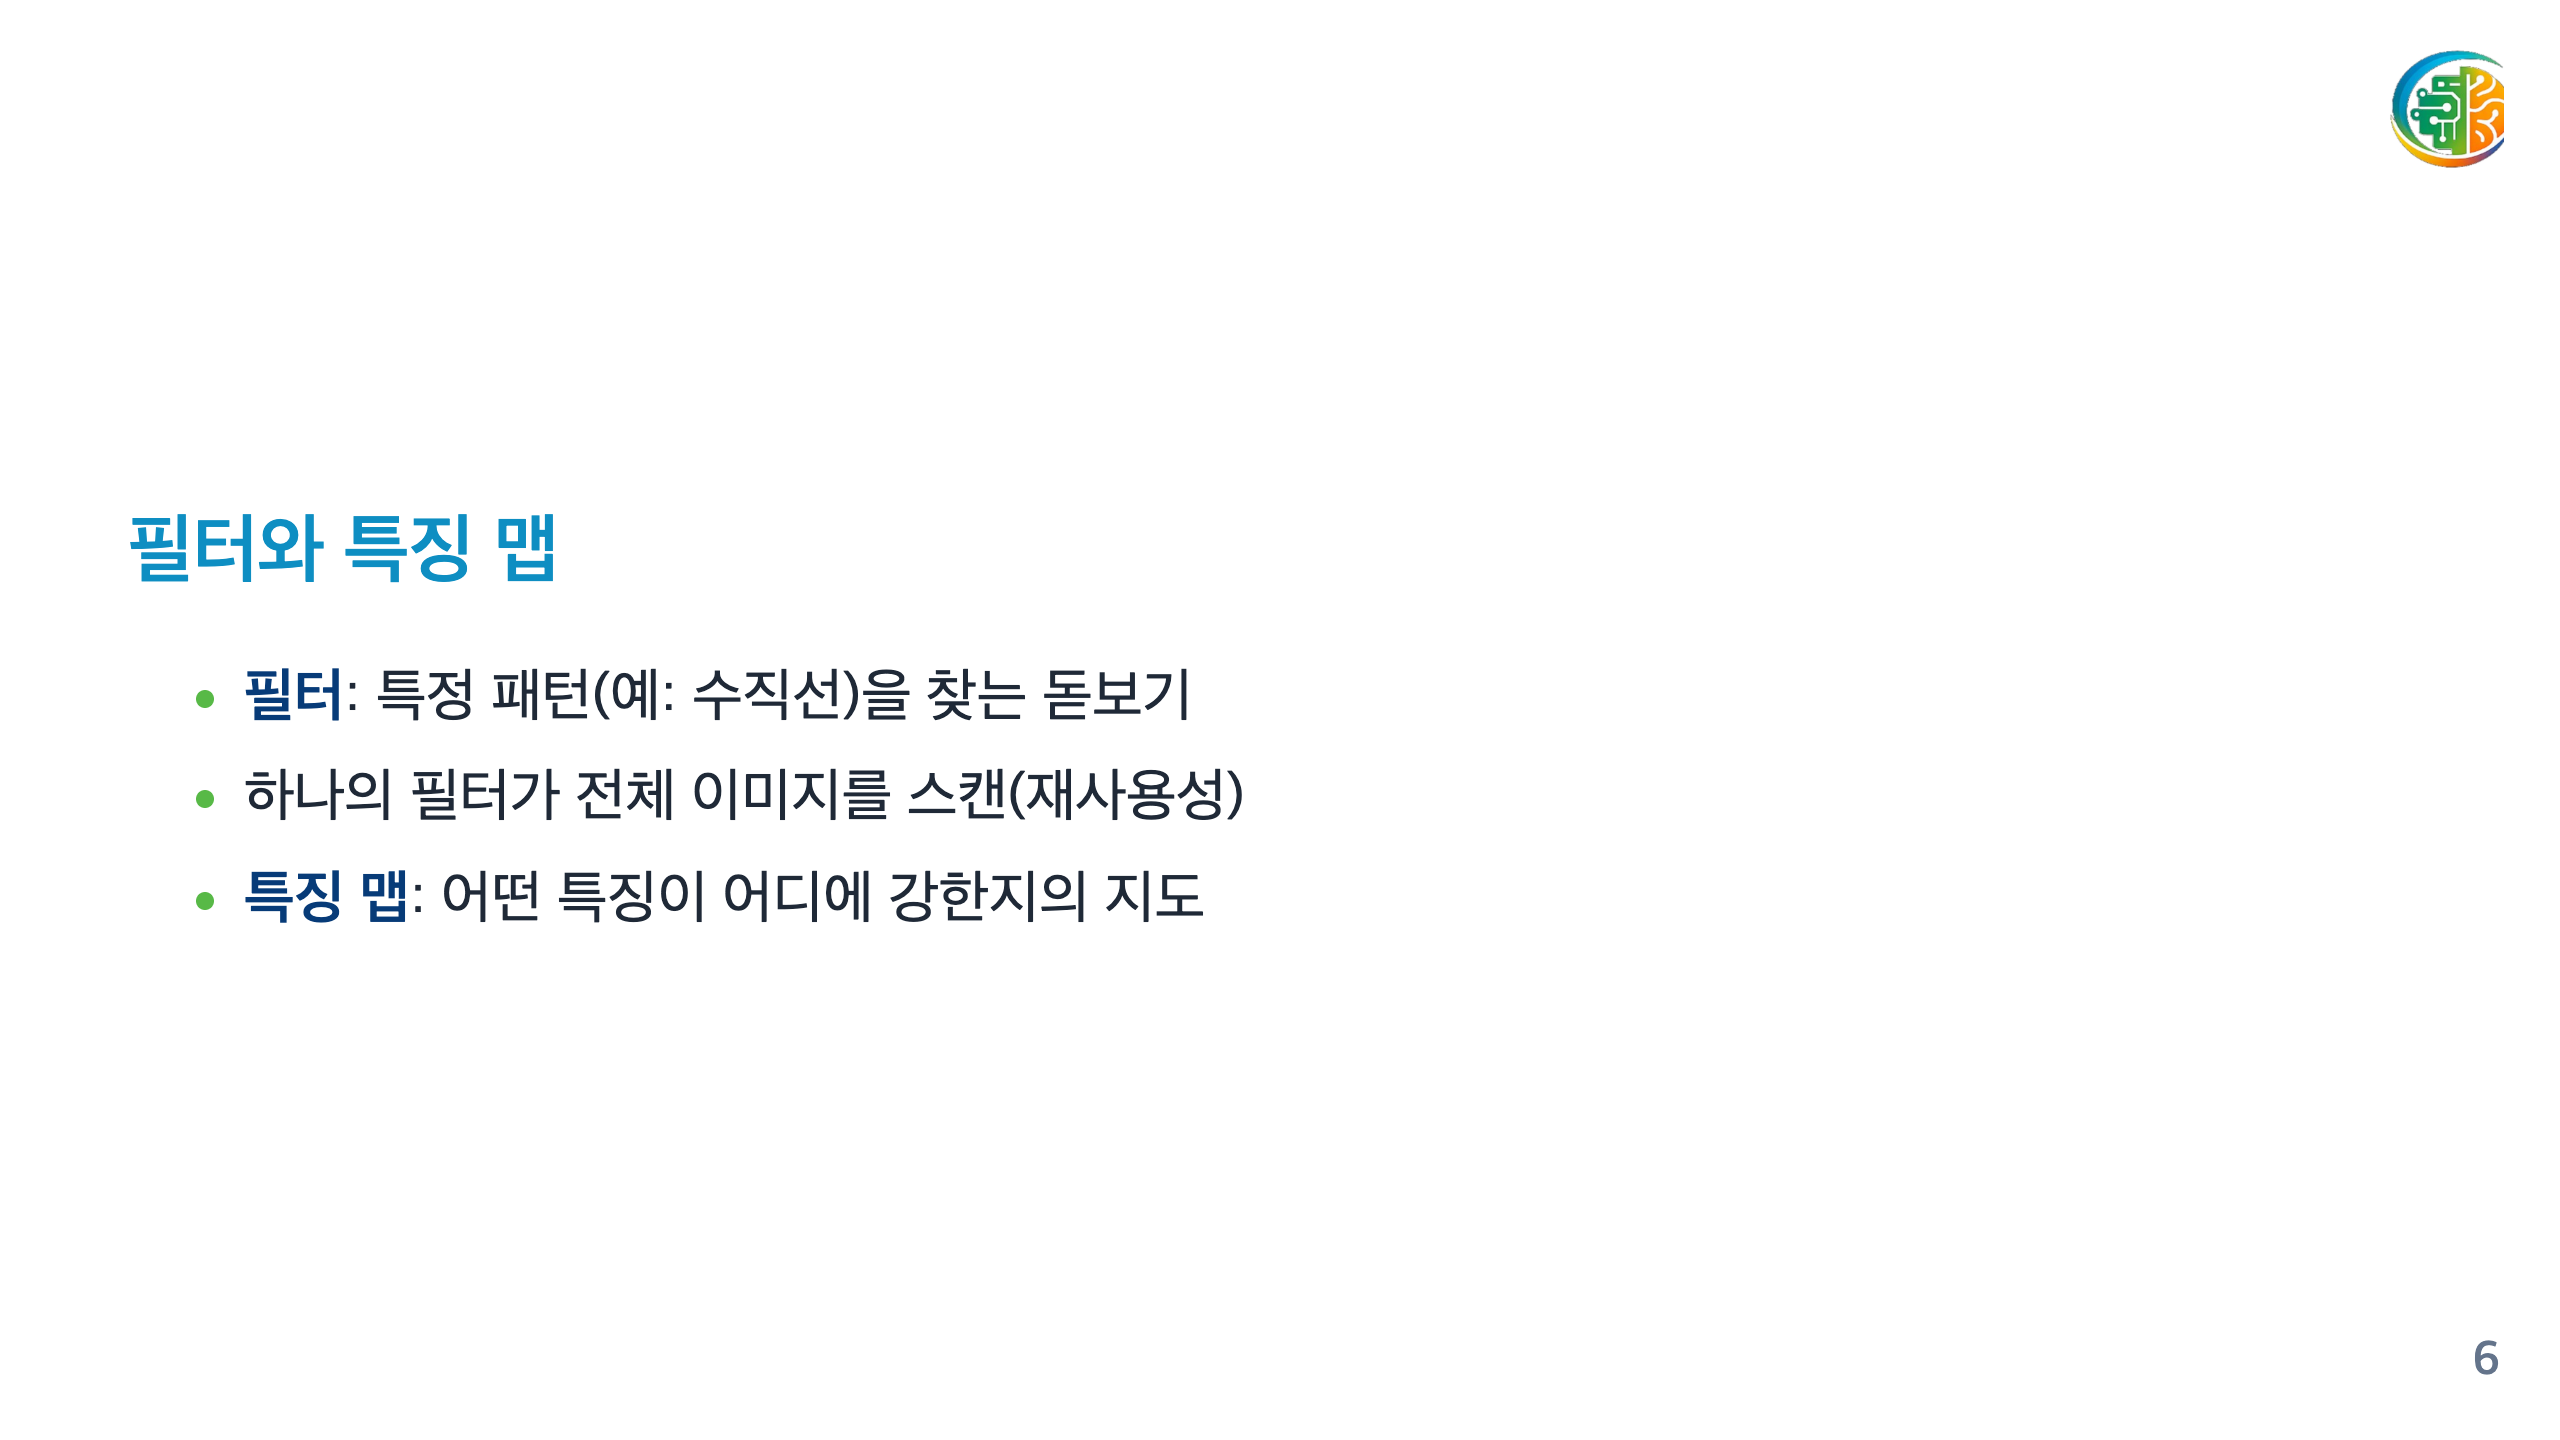 필터와 특징 맵
• 필터: 특정 패턴(예: 수직선)을 찾는 돋보기
• 하나의 필터가 전체 이미지를 스캔(재사용성)
• 특징 맵: 어떤 특징이 어디에 강한지의 지도
6